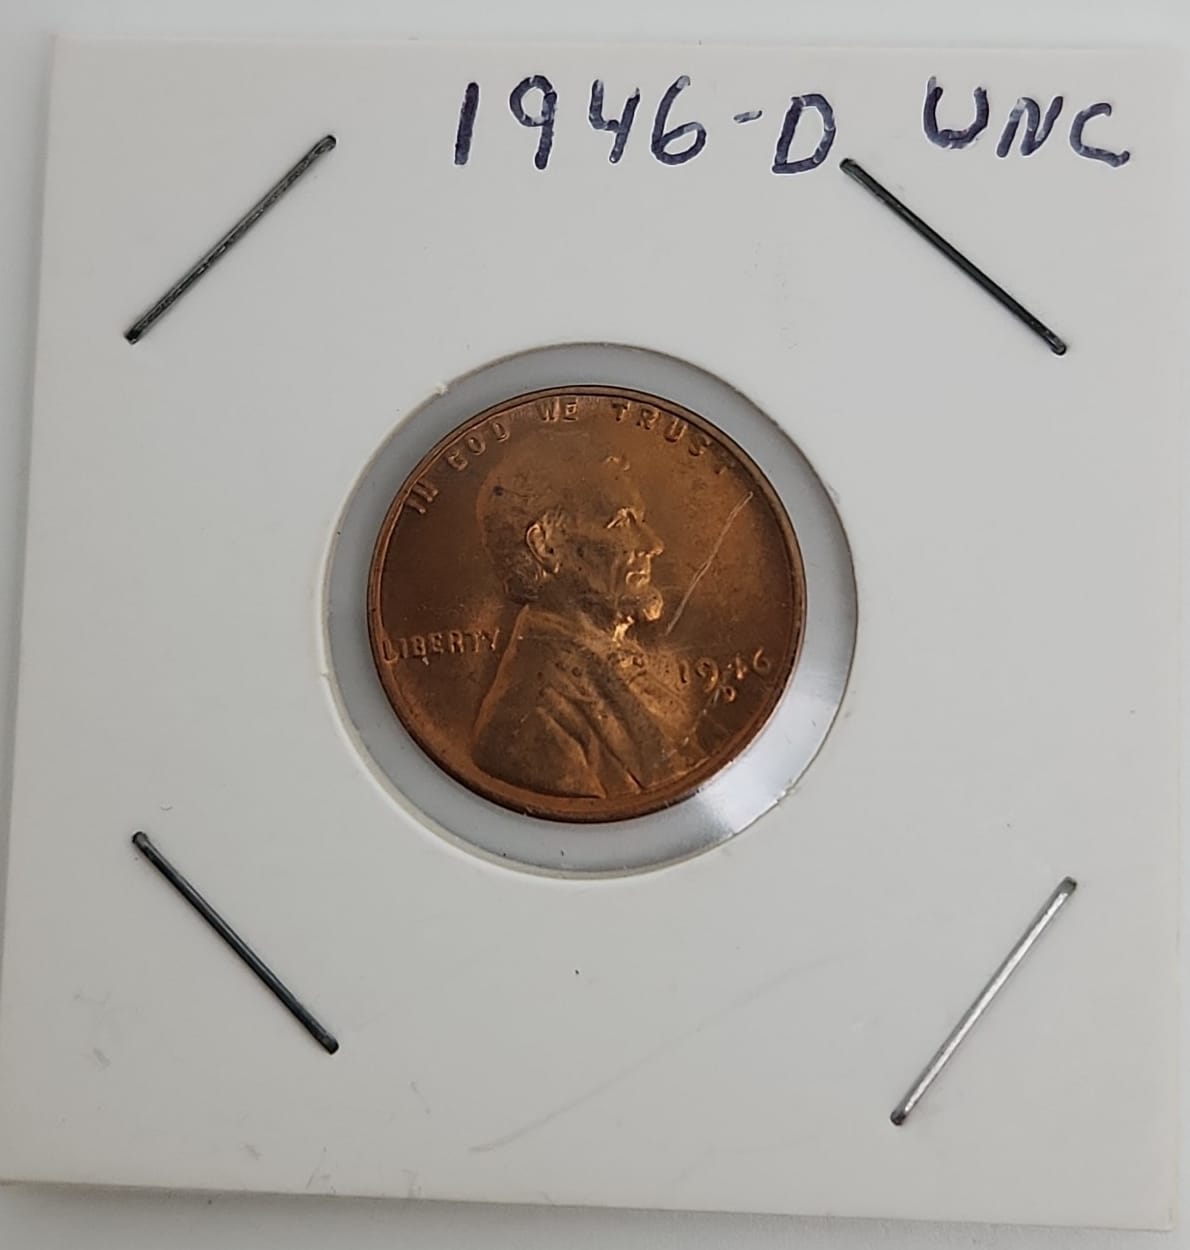 1946-D UNC
IN GOD WE TRUST
LIBERTY
1946
D